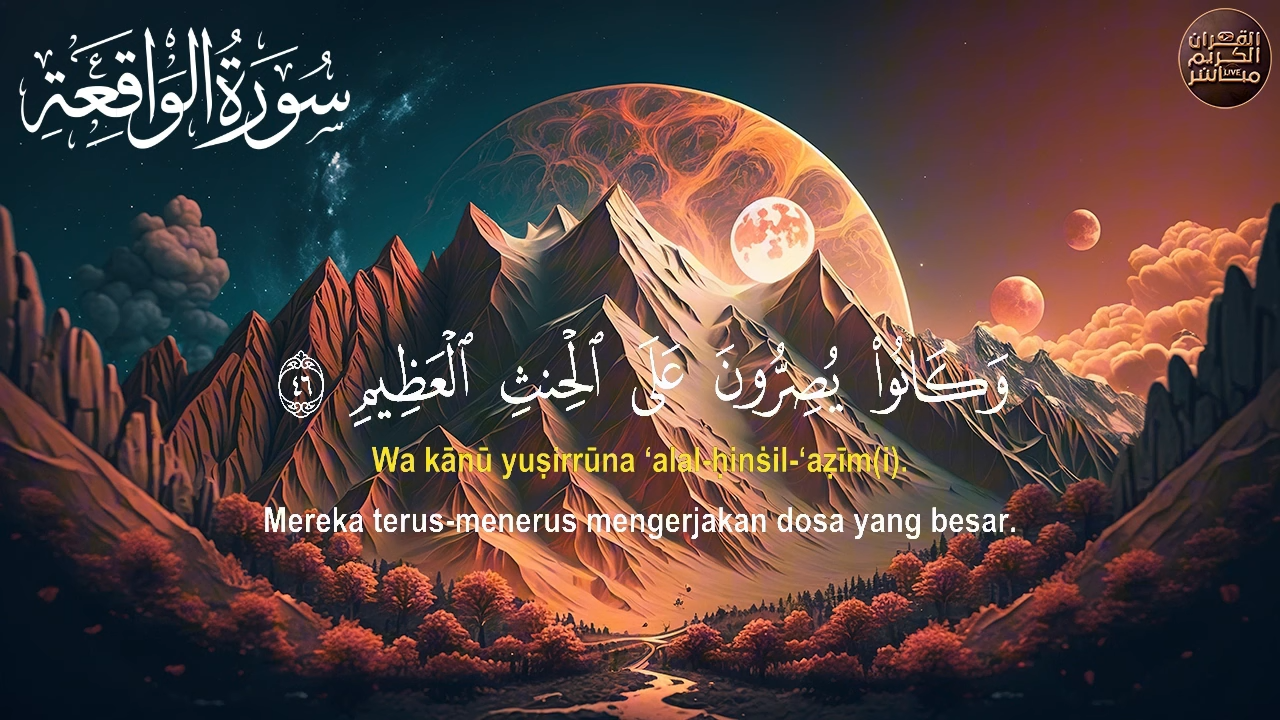 سُورَةُ الْوَاقِعَةِ
القرآن
الكريم
مباشر
LIVE
وَكَانُوا۟ يُصِرُّونَ عَلَى ٱلْحِنثِ ٱلْعَظِيمِ ٤٦
Wa kānū yuṣirrūna ‘alal-ḥinṡil-‘aẓīm(i).
Mereka terus-menerus mengerjakan dosa yang besar.